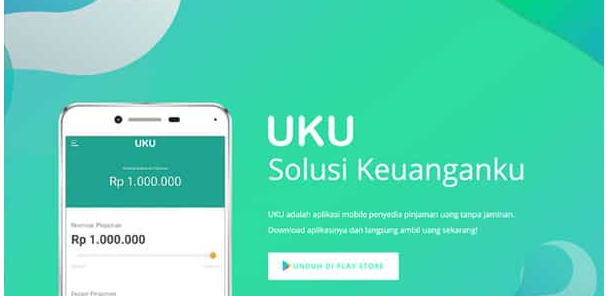 UKU
Rp 1.000.000
Nominal Pinjaman
Rp 1.000.000
UKU
Solusi Keuanganku
UKU adalah aplikasi mobile penyedia pinjaman uang tanpa jaminan.
Download aplikasinya dan langsung ambil uang sekarang!
UNDUH DI PLAY STORE